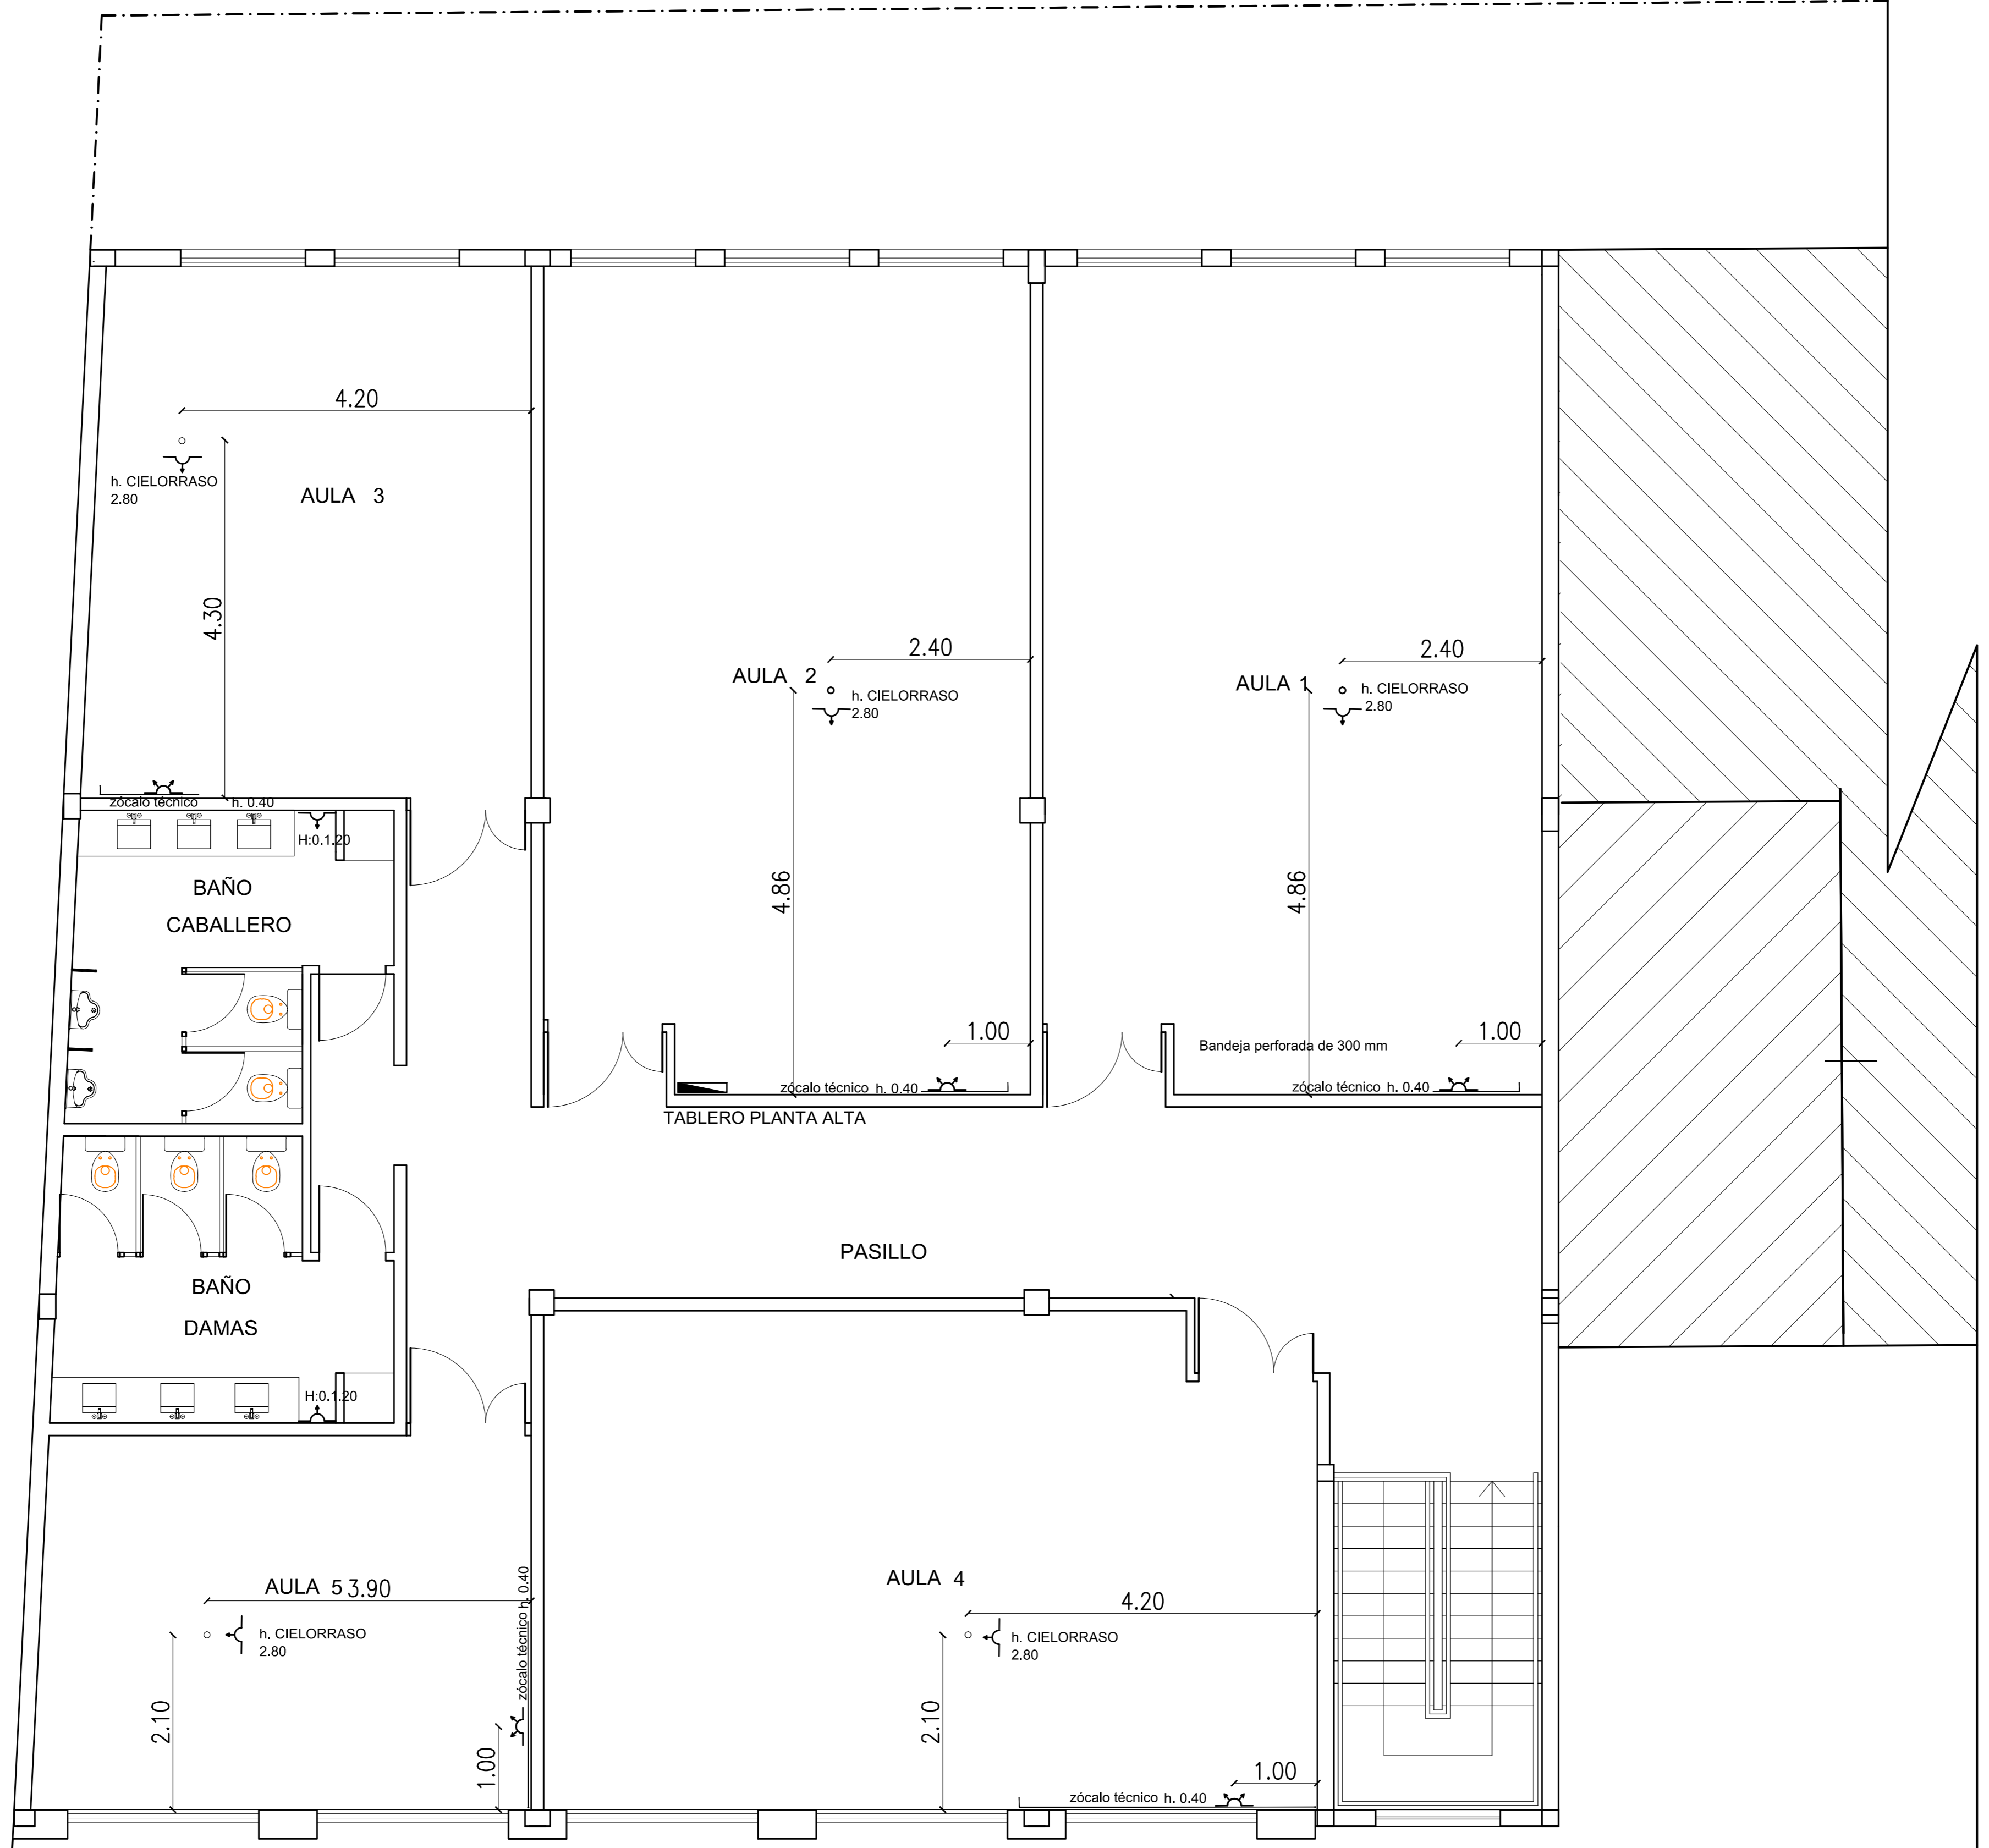 4.20
h. CIELORRASO
2.80
AULA 3
4.30
2.40
2.40
AULA 2
h. CIELORRASO
2.80
AULA 1
h. CIELORRASO
2.80
zócalo técnico h. 0.40
H:0.1.20
BAÑO
CABALLERO
4.86
4.86
1.00
Bandeja perforada de 300 mm
1.00
zócalo técnico h. 0.40
zócalo técnico h. 0.40
TABLERO PLANTA ALTA
PASILLO
BAÑO
DAMAS
H:0.1.20
AULA 5
3.90
h. CIELORRASO
2.80
zócalo técnico h. 0.40
AULA 4
4.20
h. CIELORRASO
2.80
2.10
1.00
2.10
1.00
zócalo técnico h. 0.40